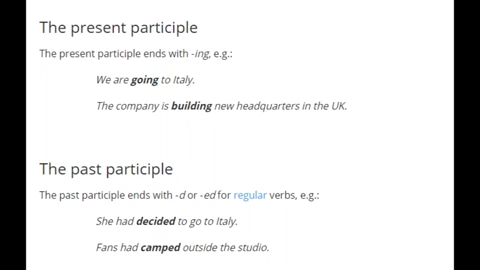 The present participle
The present participle ends with -ing, e.g.:
We are going to Italy.
The company is building new headquarters in the UK.
The past participle
The past participle ends with -d or -ed for regular verbs, e.g.:
She had decided to go to Italy.
Fans had camped outside the studio.